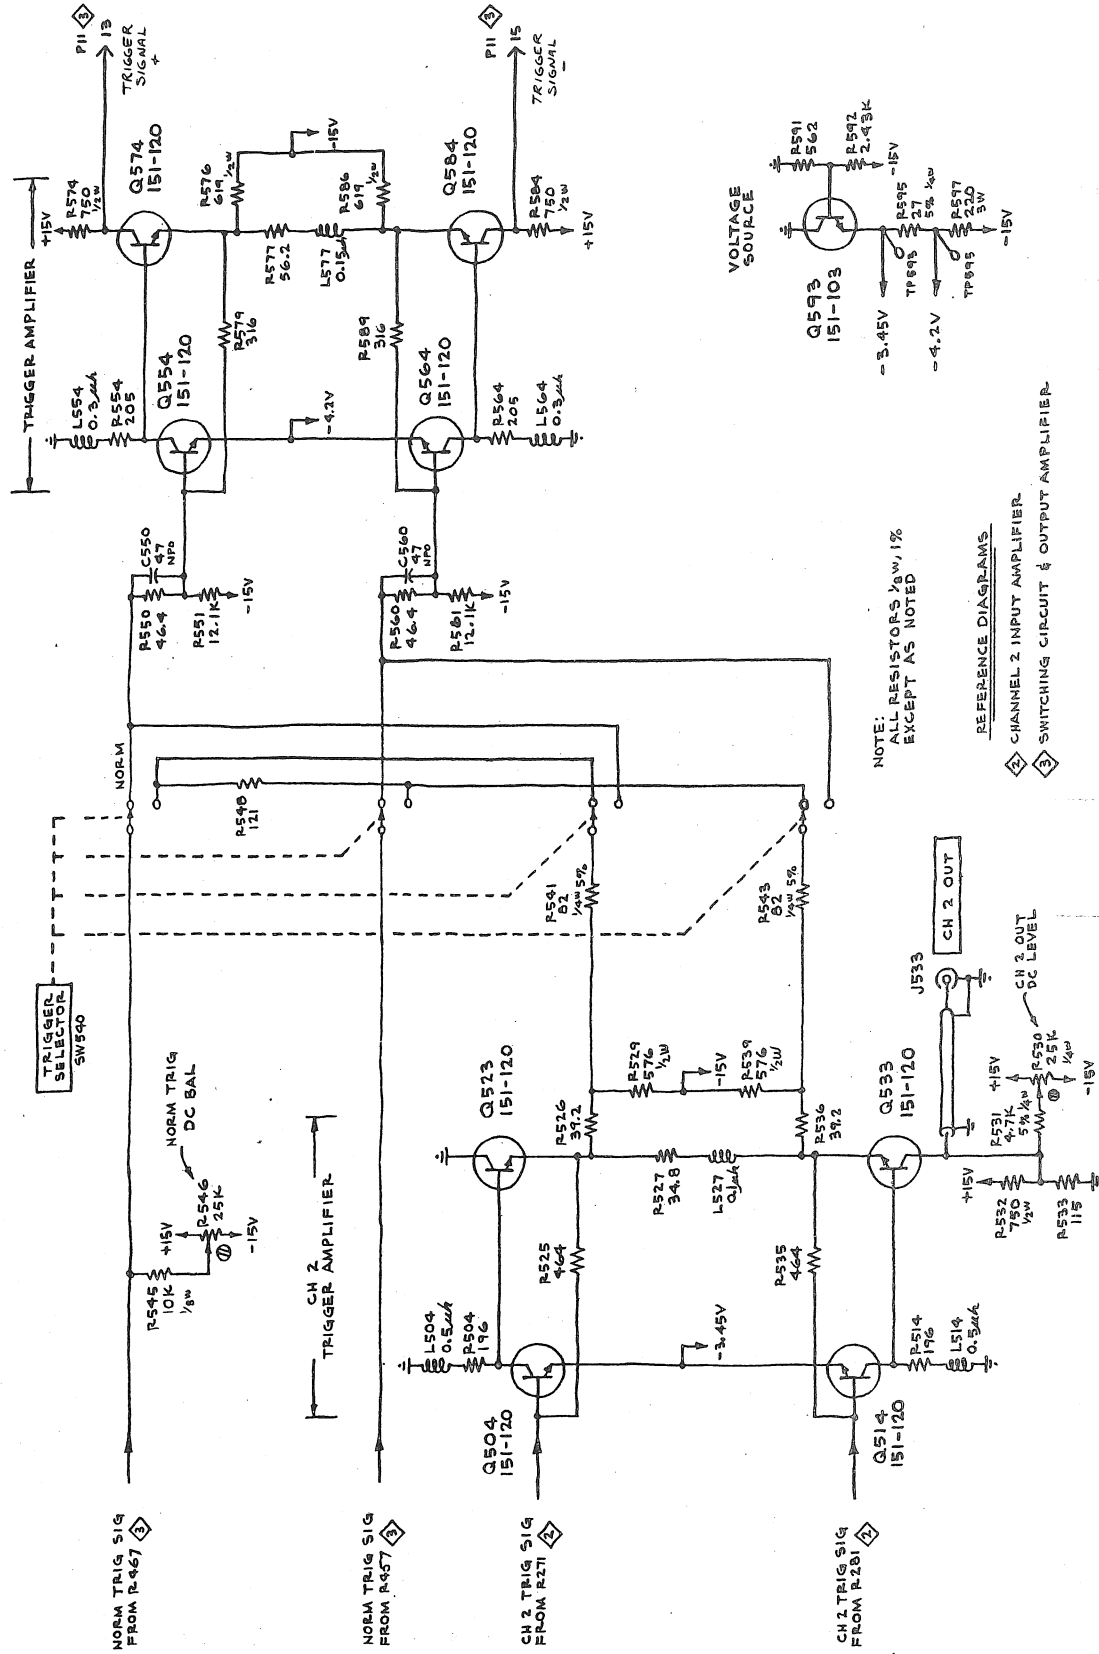 NORM TRIG SIG
FROM R467 3
NORM TRIG SIG
FROM R457 3
CH 2 TRIG SIG
FROM R271 2
CH 2 TRIG SIG
FROM R281 2
R545
10K
1/8W
+15V
R546
25K
-15V
NORM TRIG
DC BAL
TRIGGER
SELECTOR
SW540
NORM
R548
121
CH 2
TRIGGER AMPLIFIER
L504
0.5µh
R504
196
Q504
151-120
-3.45V
Q514
151-120
R514
196
L514
0.5µh
R525
464
R535
464
Q523
151-120
R526
39.2
R527
34.8
L527
0.1µh
R529
576
1/2W
-15V
R539
576
1/2W
R536
39.2
Q533
151-120
R541
82
1/4W 5%
R543
82
1/4W 5%
J533
CH 2 OUT
+15V
R532
750
1/2W
R533
115
R531
4.7K
5% 1/4W
+15V
R530
25K
1/4W
-15V
CH 2 OUT
DC LEVEL
R550
46.4
C550
47
NPO
R551
12.1K
-15V
R560
46.4
C560
47
NPO
R561
12.1K
-15V
TRIGGER AMPLIFIER
L554
0.3µh
R554
205
Q554
151-120
-4.2V
Q564
151-120
R564
205
L564
0.3µh
R579
316
R589
316
+15V
R574
750
1/2W
Q574
151-120
R576
619
1/2W
R577
56.2
L577
0.15µh
-15V
R586
619
1/2W
Q584
151-120
R584
750
1/2W
+15V
P11 3
13
TRIGGER
SIGNAL
+
P11 3
15
TRIGGER
SIGNAL
-
VOLTAGE
SOURCE
Q593
151-103
R591
562
R592
2.43K
-15V
-3.45V
TP593
R595
27
5% 1/4W
-4.2V
TP595
R597
220
3W
-15V
NOTE:
ALL RESISTORS 1/8W, 1%
EXCEPT AS NOTED
REFERENCE DIAGRAMS
2 CHANNEL 2 INPUT AMPLIFIER
3 SWITCHING CIRCUIT & OUTPUT AMPLIFIER